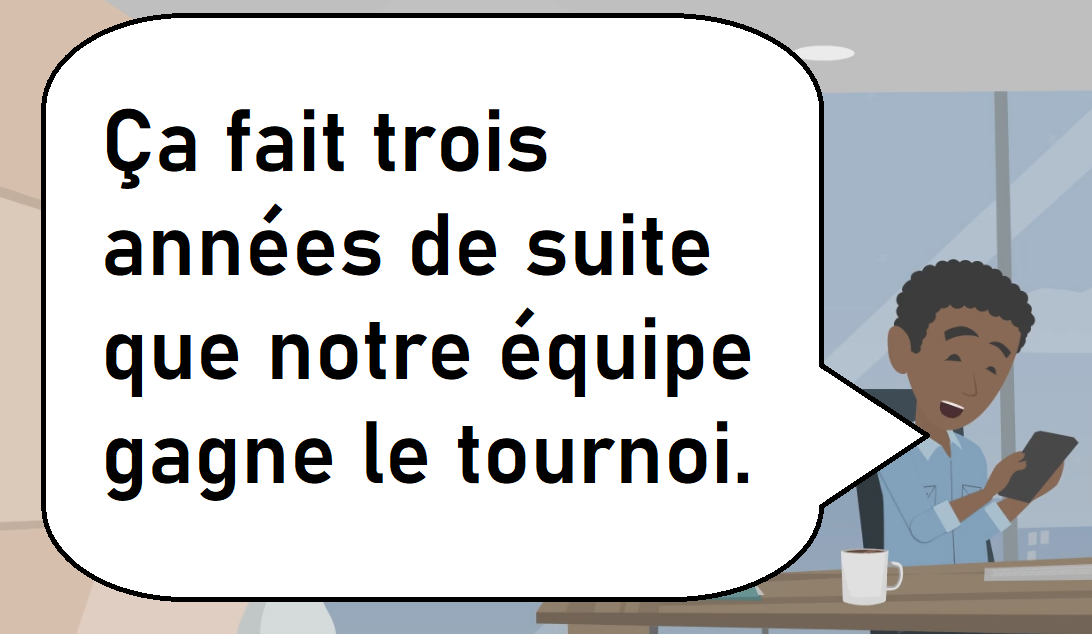 Ça fait trois
années de suite
que notre équipe
gagne le tournoi.